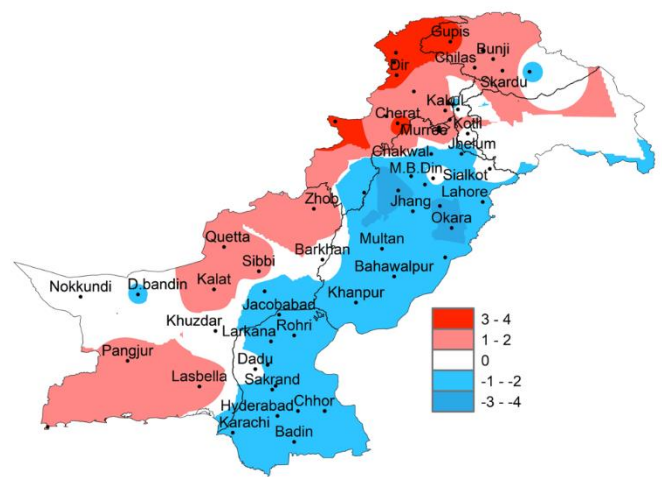 Gupis
Bunji
Chilas
Dir
Skardu
Kakul
Cherat
Kotli
Murree
Jhelum
Chakwal
M.B.Din
Sialkot
Zhob
Lahore
Jhang
Okara
Quetta
Multan
Barkhan
Sibbi
Bahawalpur
Kalat
Nokkundi
D.bandin
Jacobabad
Khanpur
Khuzdar
Rohri
Larkana
Pangjur
Dadu
Lasbella
Sakrand
Hyderabad
Chhor
Karachi
Badin
3 - 4
1 - 2
0
-1 - -2
-3 - -4